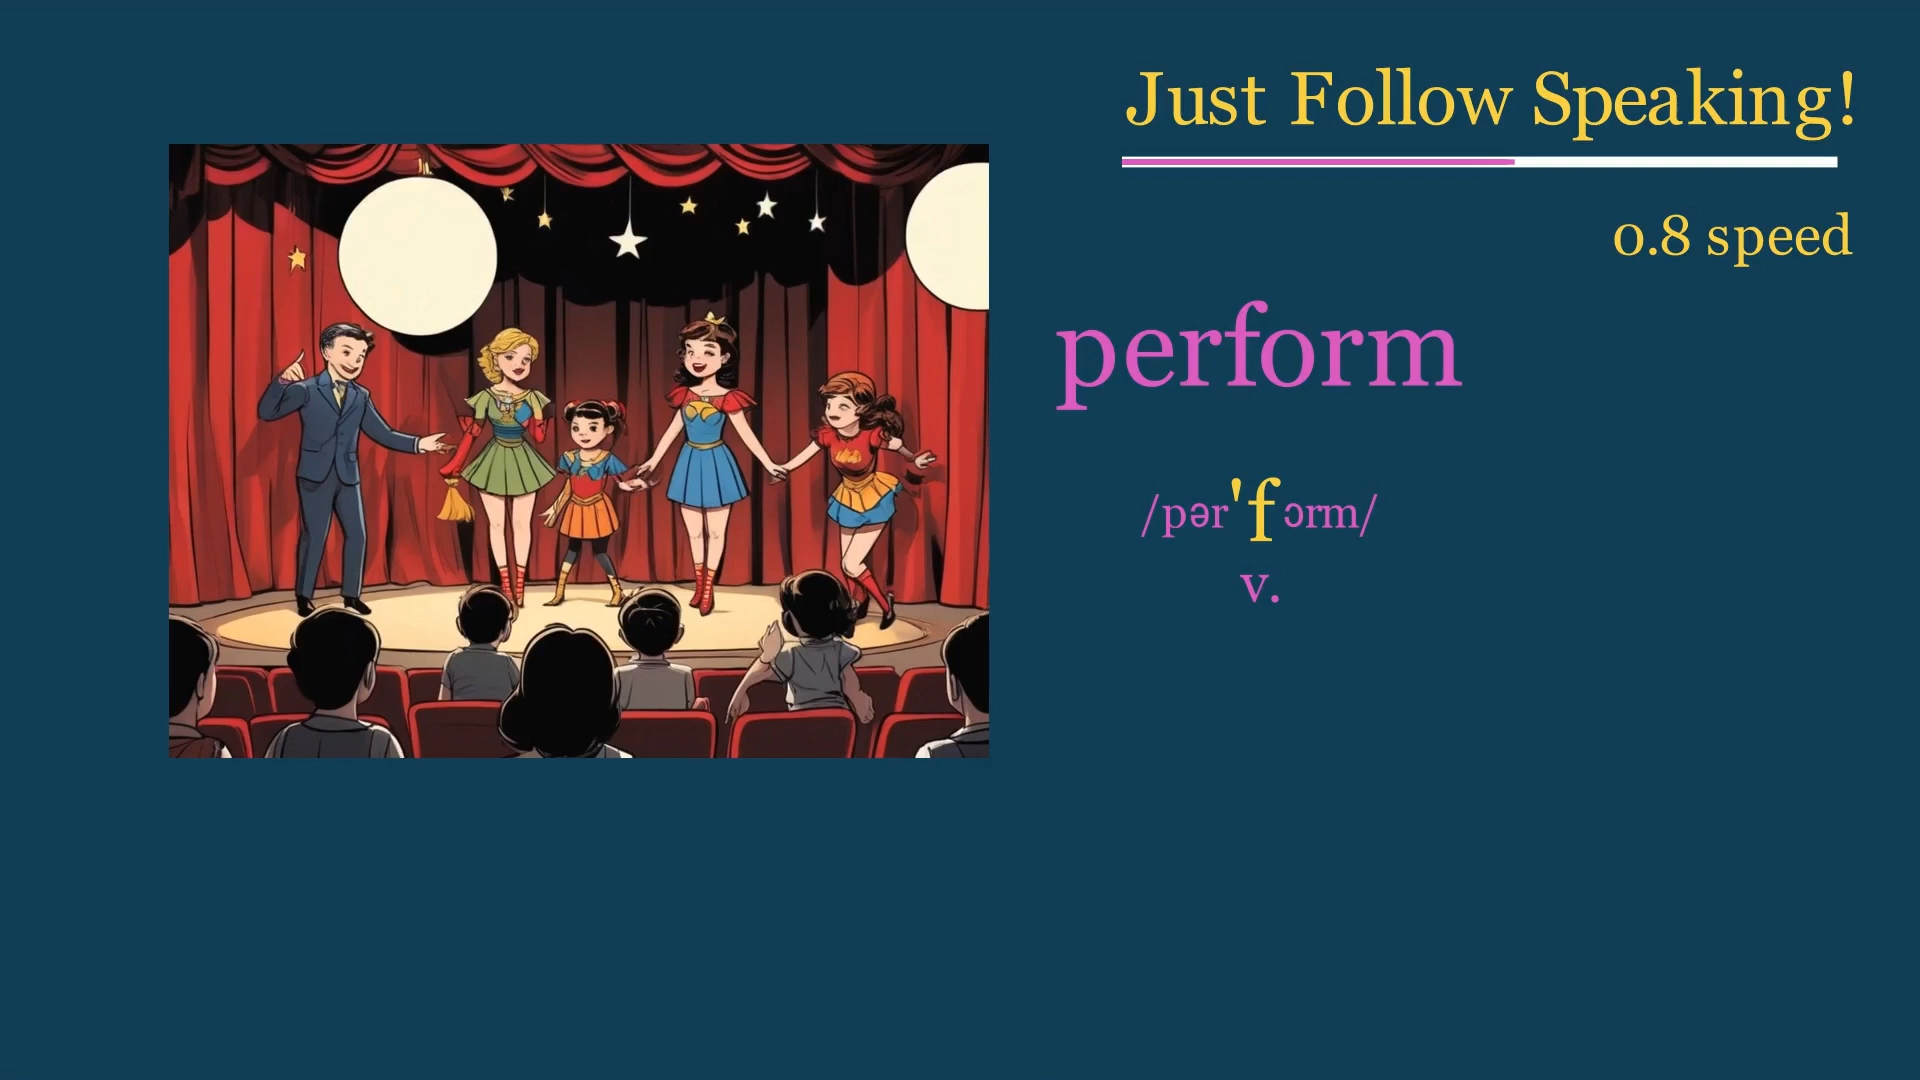 Just Follow Speaking!
0.8 speed
perform
/pər'fɔrm/
v.